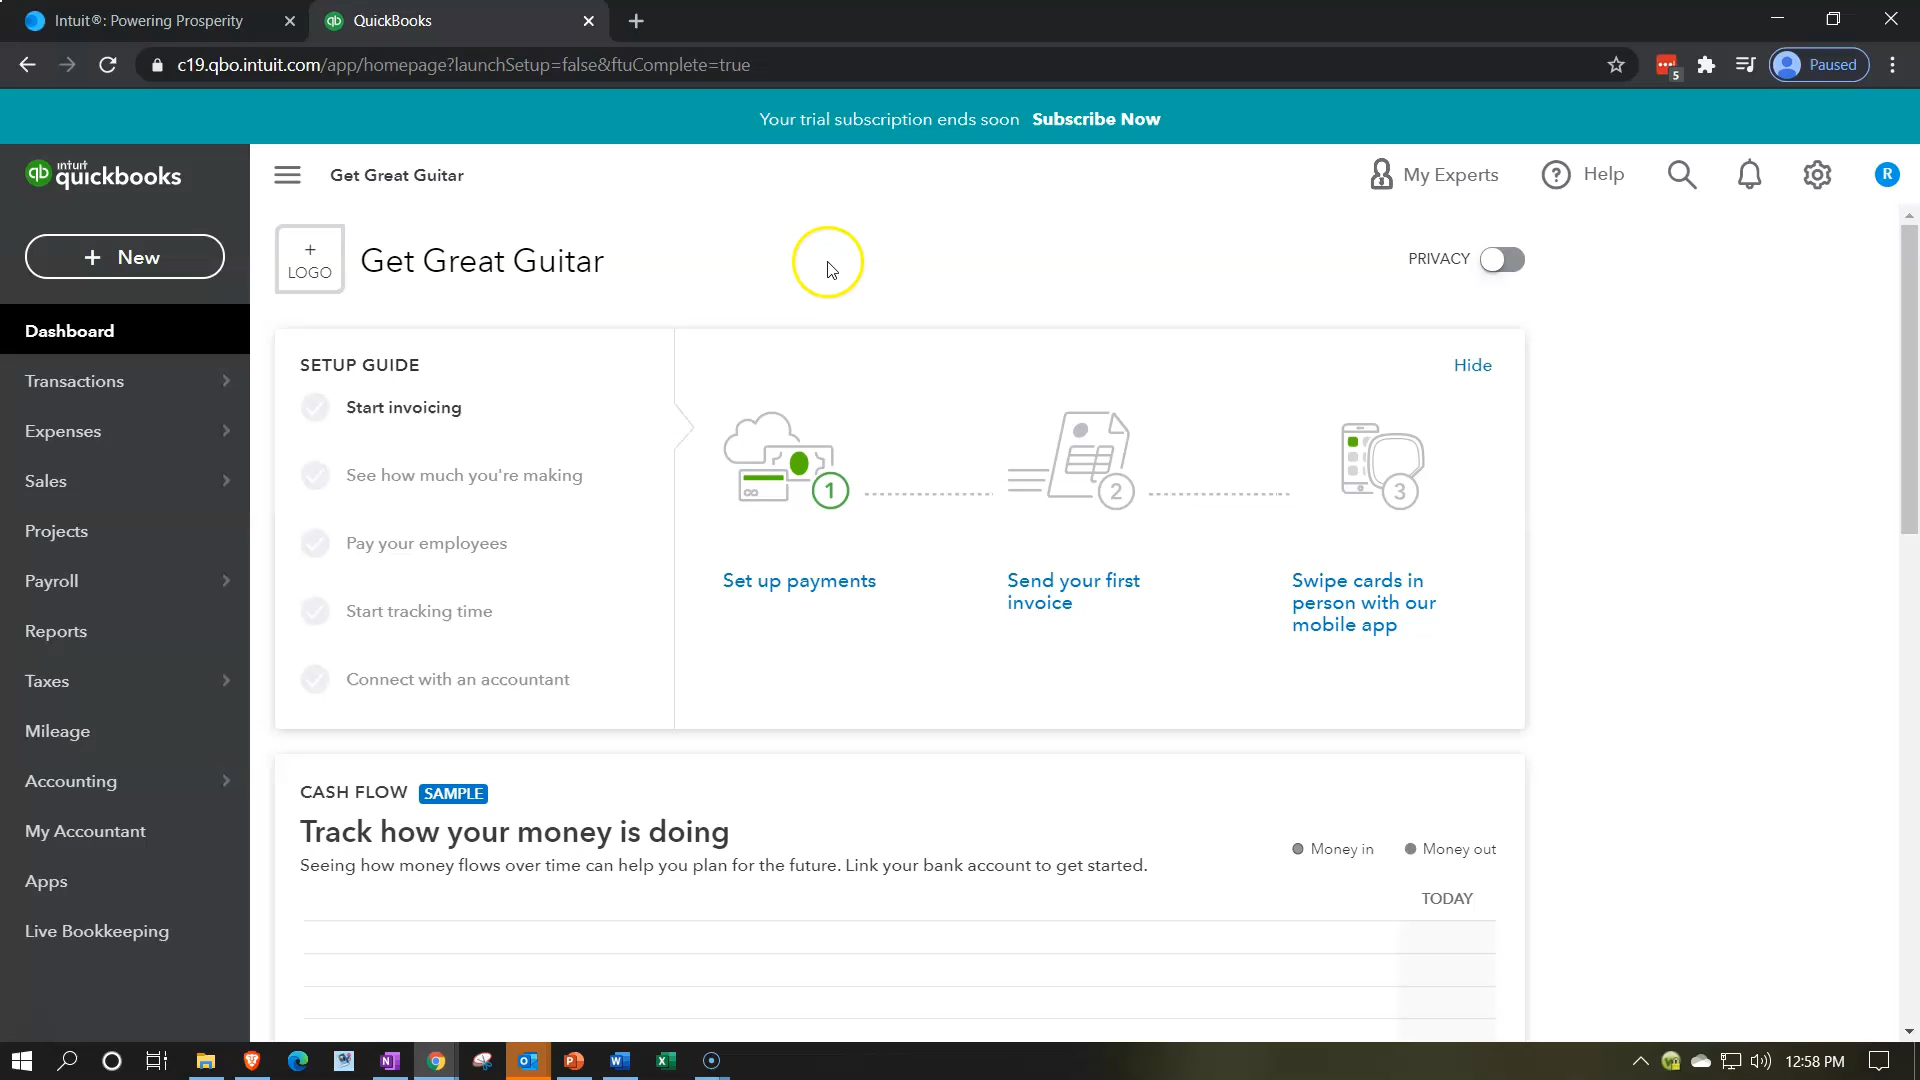 Intuit®: Powering Prosperity
QuickBooks
c19.qbo.intuit.com/app/homepage?launchSetup=false&ftuComplete=true
5
Paused
Your trial subscription ends soon Subscribe Now
qb intuit quickbooks
Get Great Guitar
My Experts
? Help
R
+ New
+ LOGO
Get Great Guitar
PRIVACY
Dashboard
Transactions
Expenses
Sales
Projects
Payroll
Reports
Taxes
Mileage
Accounting
My Accountant
Apps
Live Bookkeeping
SETUP GUIDE
Hide
Start invoicing
See how much you're making
Pay your employees
Start tracking time
Connect with an accountant
1
2
3
Set up payments
Send your first
invoice
Swipe cards in
person with our
mobile app
CASH FLOW SAMPLE
Track how your money is doing
Seeing how money flows over time can help you plan for the future. Link your bank account to get started.
Money in
Money out
TODAY
12:58 PM